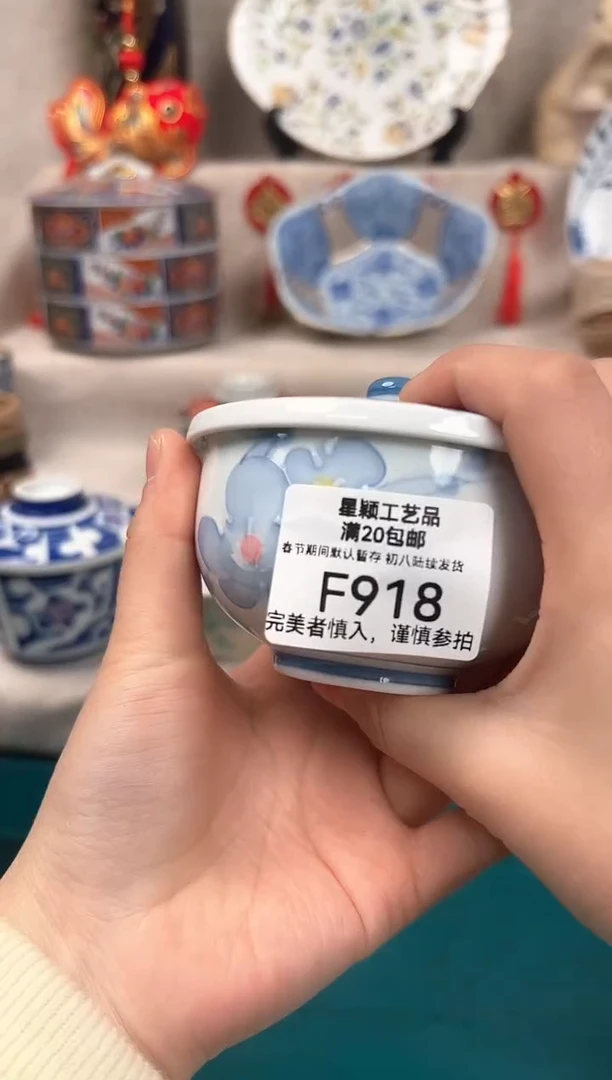 星颖工艺品
满20包邮
春节期间默认暂存 初八陆续发货
F918
完美者慎入，谨慎参拍